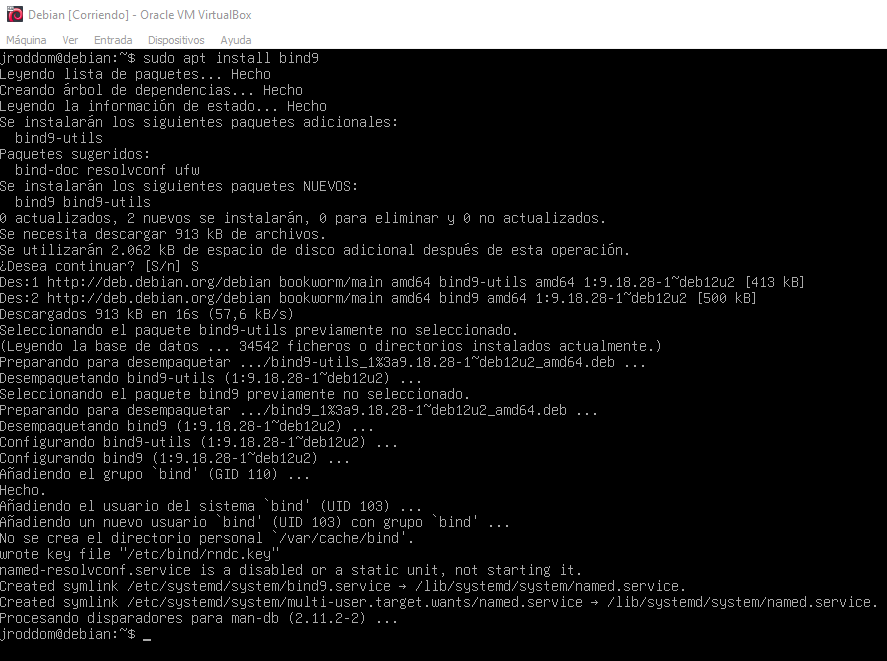 Debian [Corriendo] - Oracle VM VirtualBox
Máquina Ver Entrada Dispositivos Ayuda
jroddom@debian:~$ sudo apt install bind9
Leyendo lista de paquetes... Hecho
Creando árbol de dependencias... Hecho
Leyendo la información de estado... Hecho
Se instalarán los siguientes paquetes adicionales:
  bind9-utils
Paquetes sugeridos:
  bind-doc resolvconf ufw
Se instalarán los siguientes paquetes NUEVOS:
  bind9 bind9-utils
0 actualizados, 2 nuevos se instalarán, 0 para eliminar y 0 no actualizados.
Se necesita descargar 913 kB de archivos.
Se utilizarán 2.062 kB de espacio de disco adicional después de esta operación.
¿Desea continuar? [S/n] S
Des:1 http://deb.debian.org/debian bookworm/main amd64 bind9-utils amd64 1:9.18.28-1~deb12u2 [413 kB]
Des:2 http://deb.debian.org/debian bookworm/main amd64 bind9 amd64 1:9.18.28-1~deb12u2 [500 kB]
Descargados 913 kB en 16s (57,6 kB/s)
Seleccionando el paquete bind9-utils previamente no seleccionado.
(Leyendo la base de datos ... 34542 ficheros o directorios instalados actualmente.)
Preparando para desempaquetar .../bind9-utils_1%3a9.18.28-1~deb12u2_amd64.deb ...
Desempaquetando bind9-utils (1:9.18.28-1~deb12u2) ...
Seleccionando el paquete bind9 previamente no seleccionado.
Preparando para desempaquetar .../bind9_1%3a9.18.28-1~deb12u2_amd64.deb ...
Desempaquetando bind9 (1:9.18.28-1~deb12u2) ...
Configurando bind9-utils (1:9.18.28-1~deb12u2) ...
Configurando bind9 (1:9.18.28-1~deb12u2) ...
Añadiendo el grupo `bind' (GID 110) ...
Hecho.
Añadiendo el usuario del sistema `bind' (UID 103) ...
Añadiendo un nuevo usuario `bind' (UID 103) con grupo `bind' ...
No se crea el directorio personal `/var/cache/bind'.
wrote key file "/etc/bind/rndc.key"
named-resolvconf.service is a disabled or a static unit, not starting it.
Created symlink /etc/systemd/system/bind9.service → /lib/systemd/system/named.service.
Created symlink /etc/systemd/system/multi-user.target.wants/named.service → /lib/systemd/system/named.service.
Procesando disparadores para man-db (2.11.2-2) ...
jroddom@debian:~$ _